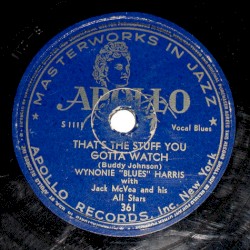 MASTERWORKS IN JAZZ
APOLLO
S 1111
Vocal Blues
THAT'S THE STUFF YOU
GOTTA WATCH
(Buddy Johnson)
WYNONIE "BLUES" HARRIS
with
Jack McVea and his
All Stars
361
APOLLO RECORDS, Inc. New York